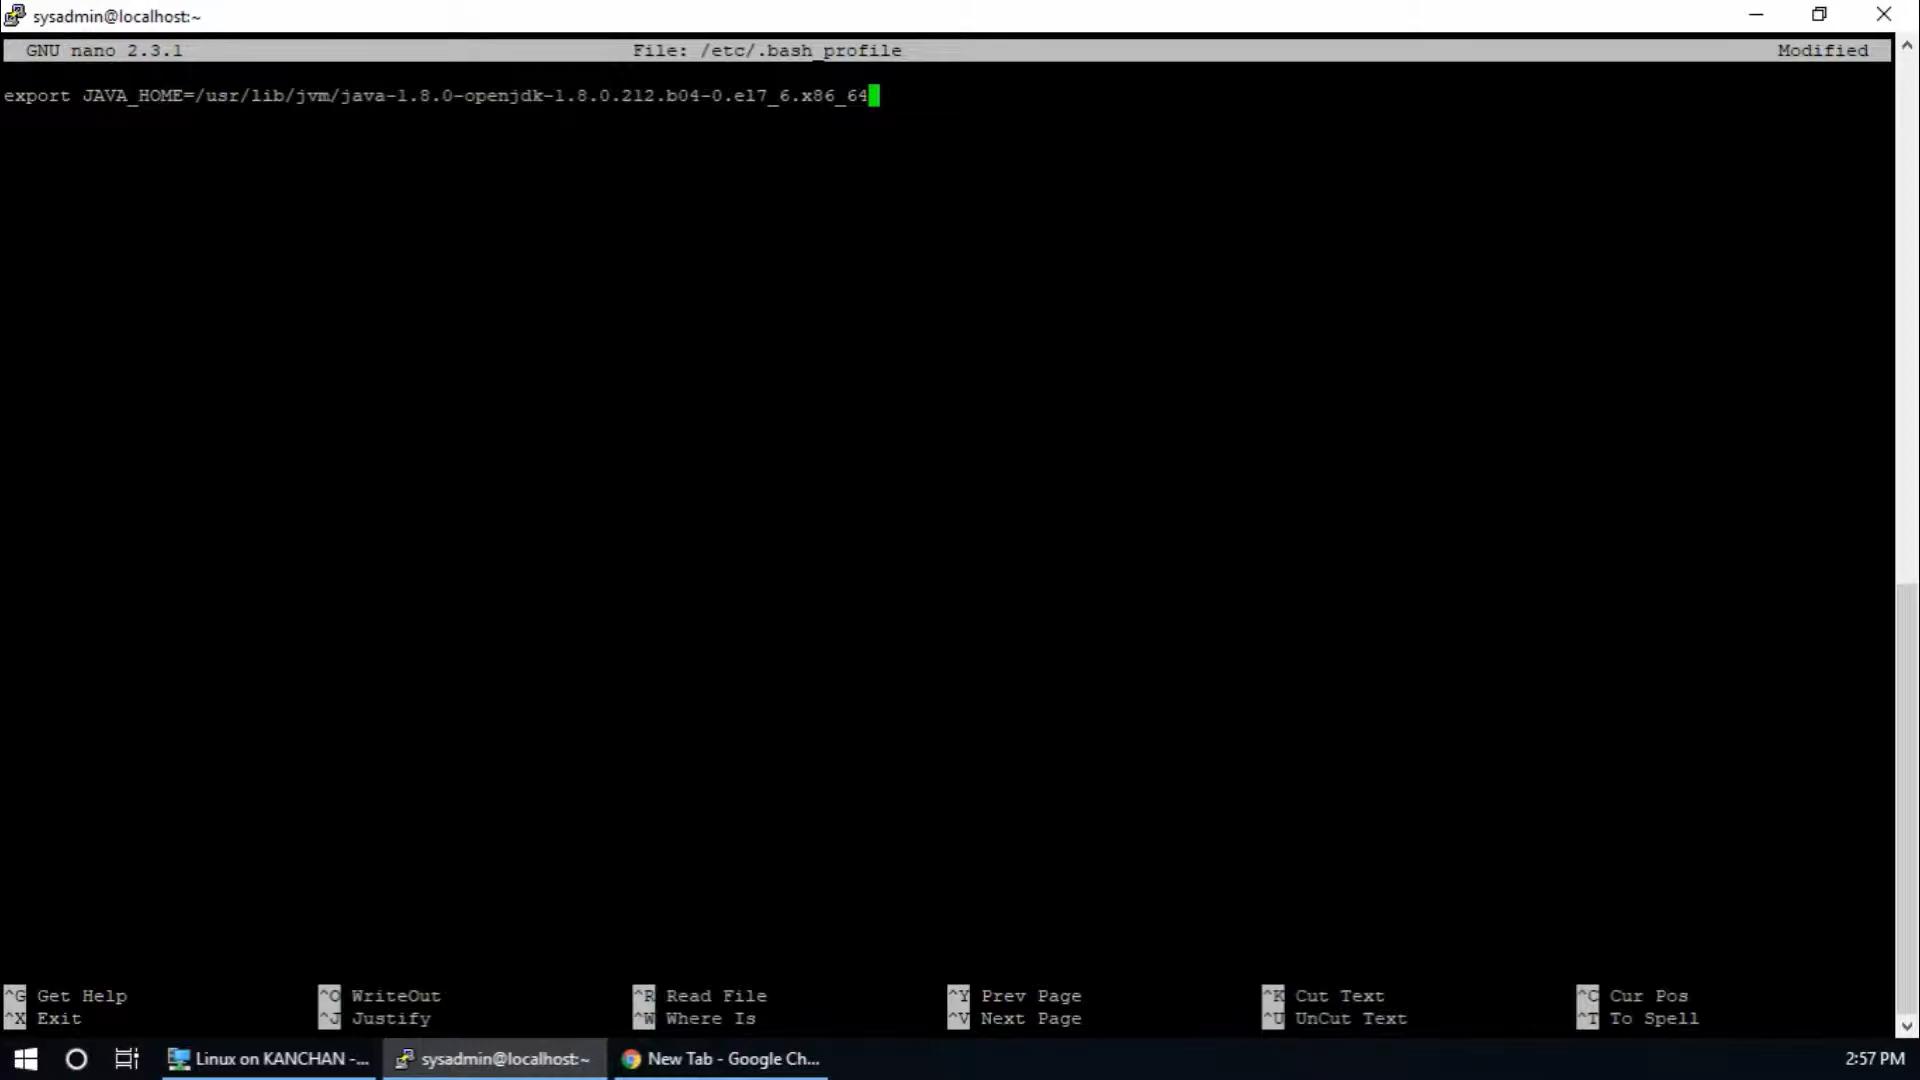 sysadmin@localhost:~
GNU nano 2.3.1 File: /etc/.bash_profile Modified
export JAVA_HOME=/usr/lib/jvm/java-1.8.0-openjdk-1.8.0.212.b04-0.el7_6.x86_64
^G Get Help ^O WriteOut ^R Read File ^Y Prev Page ^K Cut Text ^C Cur Pos
^X Exit ^J Justify ^W Where Is ^V Next Page ^U UnCut Text ^T To Spell
Linux on KANCHAN -... sysadmin@localhost:~ New Tab - Google Ch... 2:57 PM